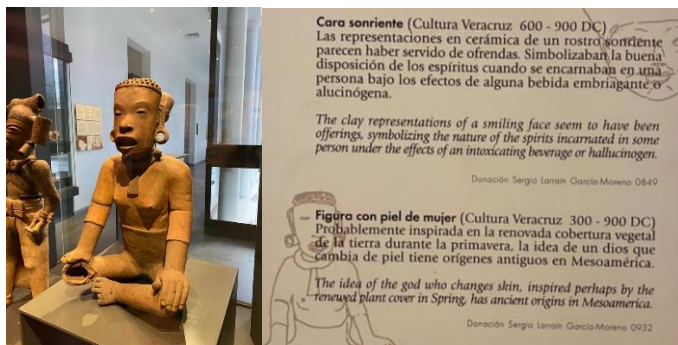 Cara sonriente (Cultura Veracruz 600 - 900 DC)
Las representaciones en cerámica de un rostro sonriente
parecen haber servido de ofrendas. Simbolizaban la buena
disposición de los espíritus cuando se encarnaban en una
persona bajo los efectos de alguna bebida embriagante o
alucinógena.
The clay representations of a smiling face seem to have been
offerings, symbolizing the nature of the spirits incarnated in some
person under the effects of an intoxicating beverage or hallucinogen.
Donación Sergio Larraín García-Moreno 0849
Figura con piel de mujer (Cultura Veracruz 300 - 900 DC)
Probablemente inspirada en la renovada cobertura vegetal
de la tierra durante la primavera, la idea de un dios que
cambia de piel tiene orígenes antiguos en Mesoamérica.
The idea of the god who changes skin, inspired perhaps by the
renewed plant cover in Spring, has ancient origins in Mesoamerica.
Donación Sergio Larraín García-Moreno 0932